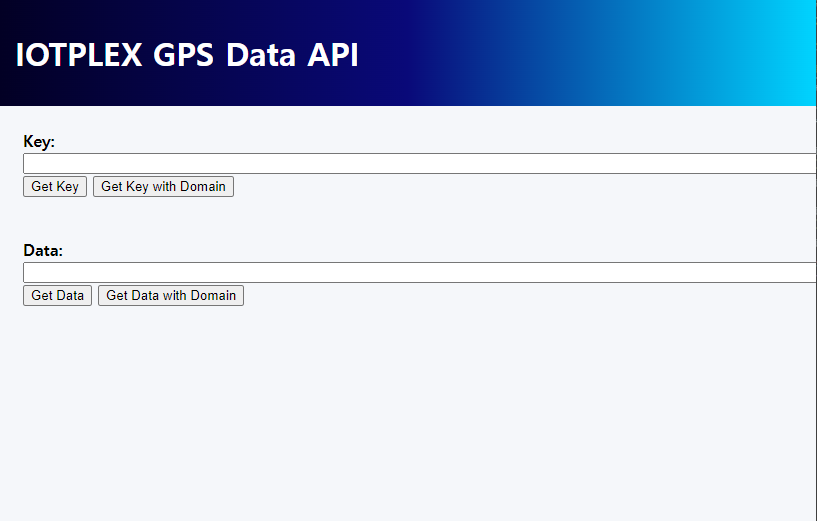 IOTPLEX GPS Data API
Key:
Get Key Get Key with Domain
Data:
Get Data Get Data with Domain